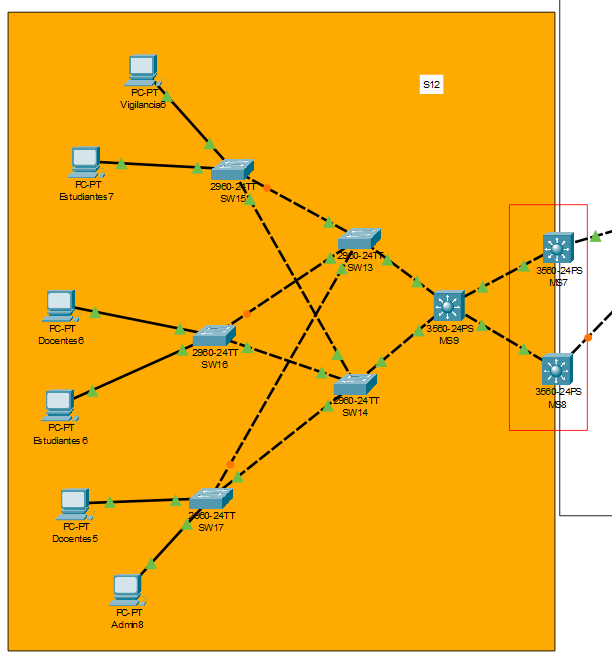 S12
PC-PT
Vigilancia6
PC-PT
Estudiantes7
2960-24TT
SW15
2960-24TT
SW13
3560-24PS
MS7
PC-PT
Docentes6
2960-24TT
SW16
3560-24PS
MS9
PC-PT
Estudiantes 6
2960-24TT
SW14
3560-24PS
MS8
PC-PT
Docentes5
2960-24TT
SW17
PC-PT
Admin8